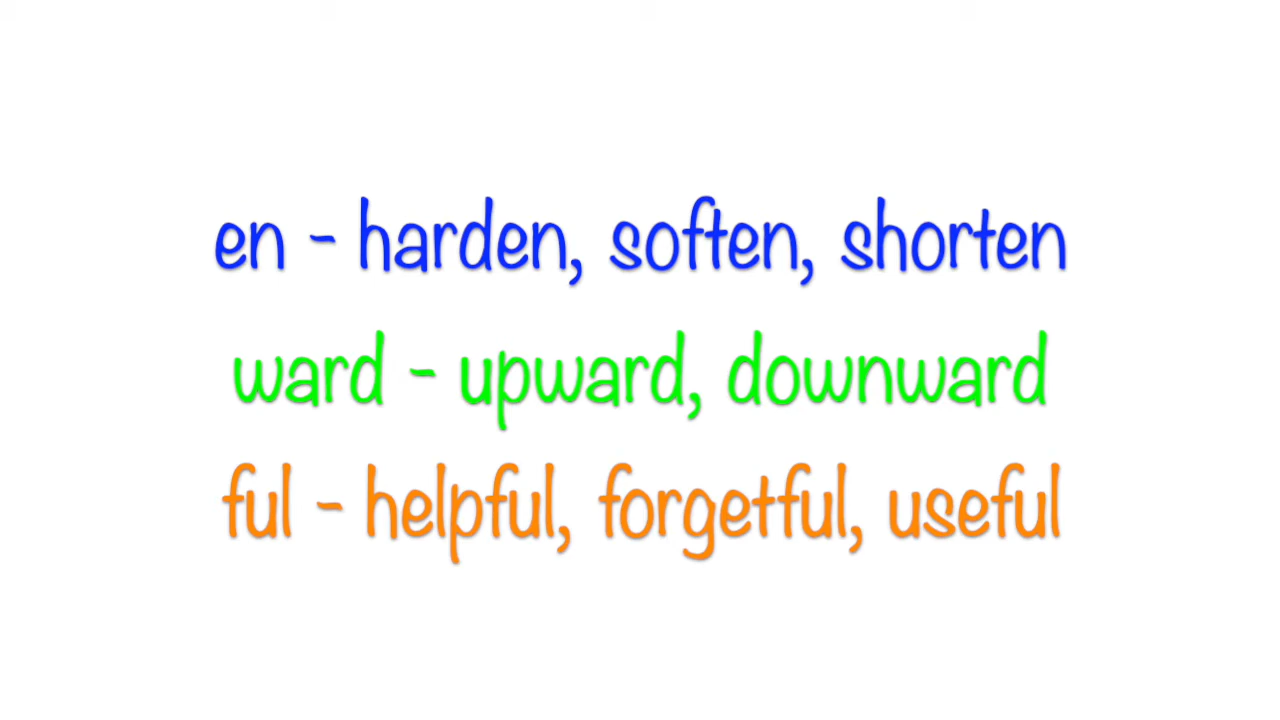 en - harden, soften, shorten
ward - upward, downward
ful - helpful, forgetful, useful